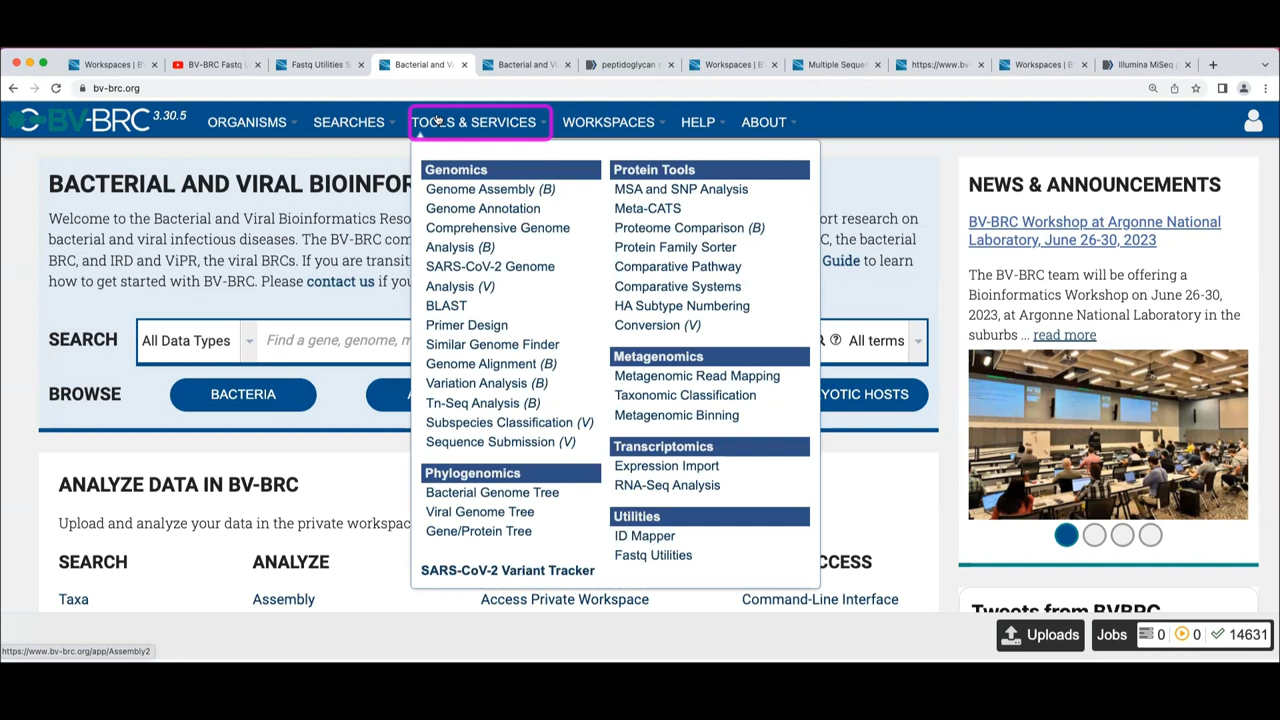 Workspaces | B
BV-BRC Fastq U
Fastq Utilities S
Bacterial and V
Bacterial and Vi
peptidoglycan
Workspaces | B
Multiple Sequen
https://www.bv-
Workspaces | B
Illumina MiSeq
bv-brc.org
BV-BRC 3.30.5
ORGANISMS
SEARCHES
TOOLS & SERVICES
WORKSPACES
HELP
ABOUT
BACTERIAL AND VIRAL BIOINFOR
Welcome to the Bacterial and Viral Bioinformatics Reso
ort research on
bacterial and viral infectious diseases. The BV-BRC com
C, the bacterial
BRC, and IRD and ViPR, the viral BRCs. If you are transiti
Guide to learn
how to get started with BV-BRC. Please contact us if yo
SEARCH
All Data Types
Find a gene, genome, m
All terms
BROWSE
BACTERIA
A
YOTIC HOSTS
Genomics
Genome Assembly (B)
Genome Annotation
Comprehensive Genome
Analysis (B)
SARS-CoV-2 Genome
Analysis (V)
BLAST
Primer Design
Similar Genome Finder
Genome Alignment (B)
Variation Analysis (B)
Tn-Seq Analysis (B)
Subspecies Classification (V)
Sequence Submission (V)
Phylogenomics
Bacterial Genome Tree
Viral Genome Tree
Gene/Protein Tree
SARS-CoV-2 Variant Tracker
Protein Tools
MSA and SNP Analysis
Meta-CATS
Proteome Comparison (B)
Protein Family Sorter
Comparative Pathway
Comparative Systems
HA Subtype Numbering
Conversion (V)
Metagenomics
Metagenomic Read Mapping
Taxonomic Classification
Metagenomic Binning
Transcriptomics
Expression Import
RNA-Seq Analysis
Utilities
ID Mapper
Fastq Utilities
NEWS & ANNOUNCEMENTS
BV-BRC Workshop at Argonne National
Laboratory, June 26-30, 2023
The BV-BRC team will be offering a
Bioinformatics Workshop on June 26-30,
2023, at Argonne National Laboratory in the
suburbs ... read more
Tweets from BVBRC
ANALYZE DATA IN BV-BRC
Upload and analyze your data in the private workspac
SEARCH
ANALYZE
CCESS
Taxa
Assembly
Access Private Workspace
Command-Line Interface
Uploads
Jobs
0
0
14631
https://www.bv-brc.org/app/Assembly2